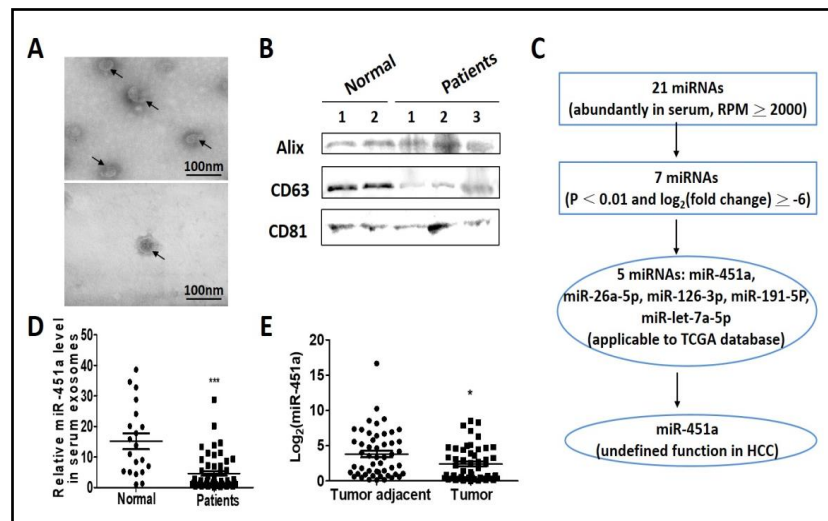 A
100nm
100nm
B
Normal Patients
1 2 1 2 3
Alix
CD63
CD81
C
21 miRNAs
(abundantly in serum, RPM ≥ 2000)
7 miRNAs
(P < 0.01 and log2(fold change) ≥ -6)
5 miRNAs: miR-451a,
miR-26a-5p, miR-126-3p, miR-191-5P,
miR-let-7a-5p
(applicable to TCGA database)
miR-451a
(undefined function in HCC)
D
Relative miR-451a level
in serum exosomes
50
40
30
20
10
0
***
Normal Patients
E
Log2(miR-451a)
20
15
10
5
0
*
Tumor adjacent Tumor